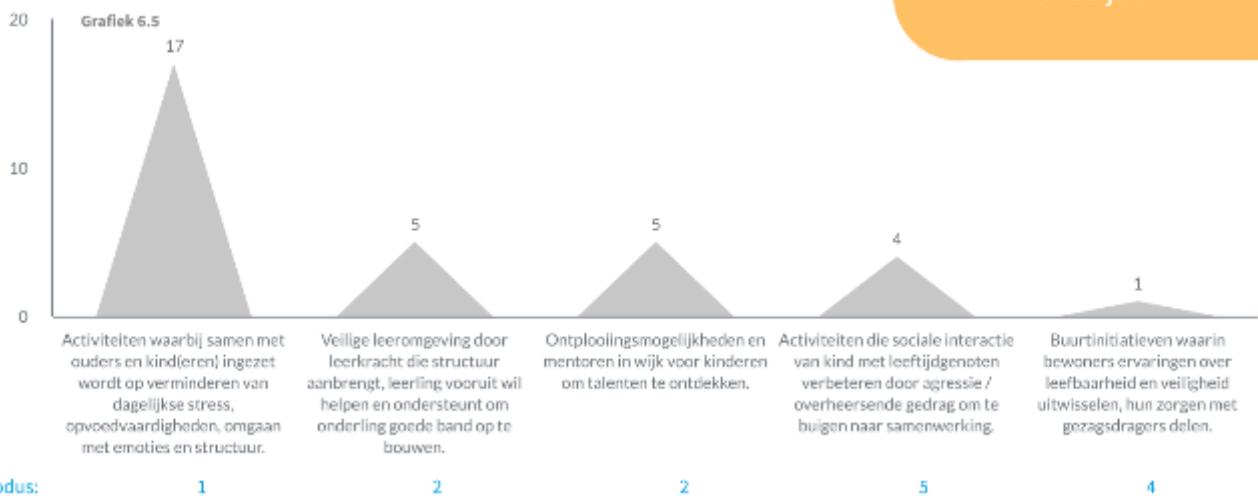 20
Grafiek 6.5
17
10
5
5
4
1
0
Activiteiten waarbij samen met
ouders en kind(eren) ingezet
wordt op verminderen van
dagelijkse stress,
opvoedvaardigheden, omgaan
met emoties en structuur.
Veilige leeromgeving door
leerkracht die structuur
aanbrengt, leerling vooruit wil
helpen en ondersteunt om
onderling goede band op te
bouwen.
Ontplooiingsmogelijkheden en
mentoren in wijk voor kinderen
om talenten te ontdekken.
Activiteiten die sociale interactie
van kind met leeftijdgenoten
verbeteren door agressie /
overheersende gedrag om te
buigen naar samenwerking.
Buurtinitiatieven waarin
bewoners ervaringen over
leefbaarheid en veiligheid
uitwisselen, hun zorgen met
gezagsdragers delen.
odus: 1 2 2 5 4